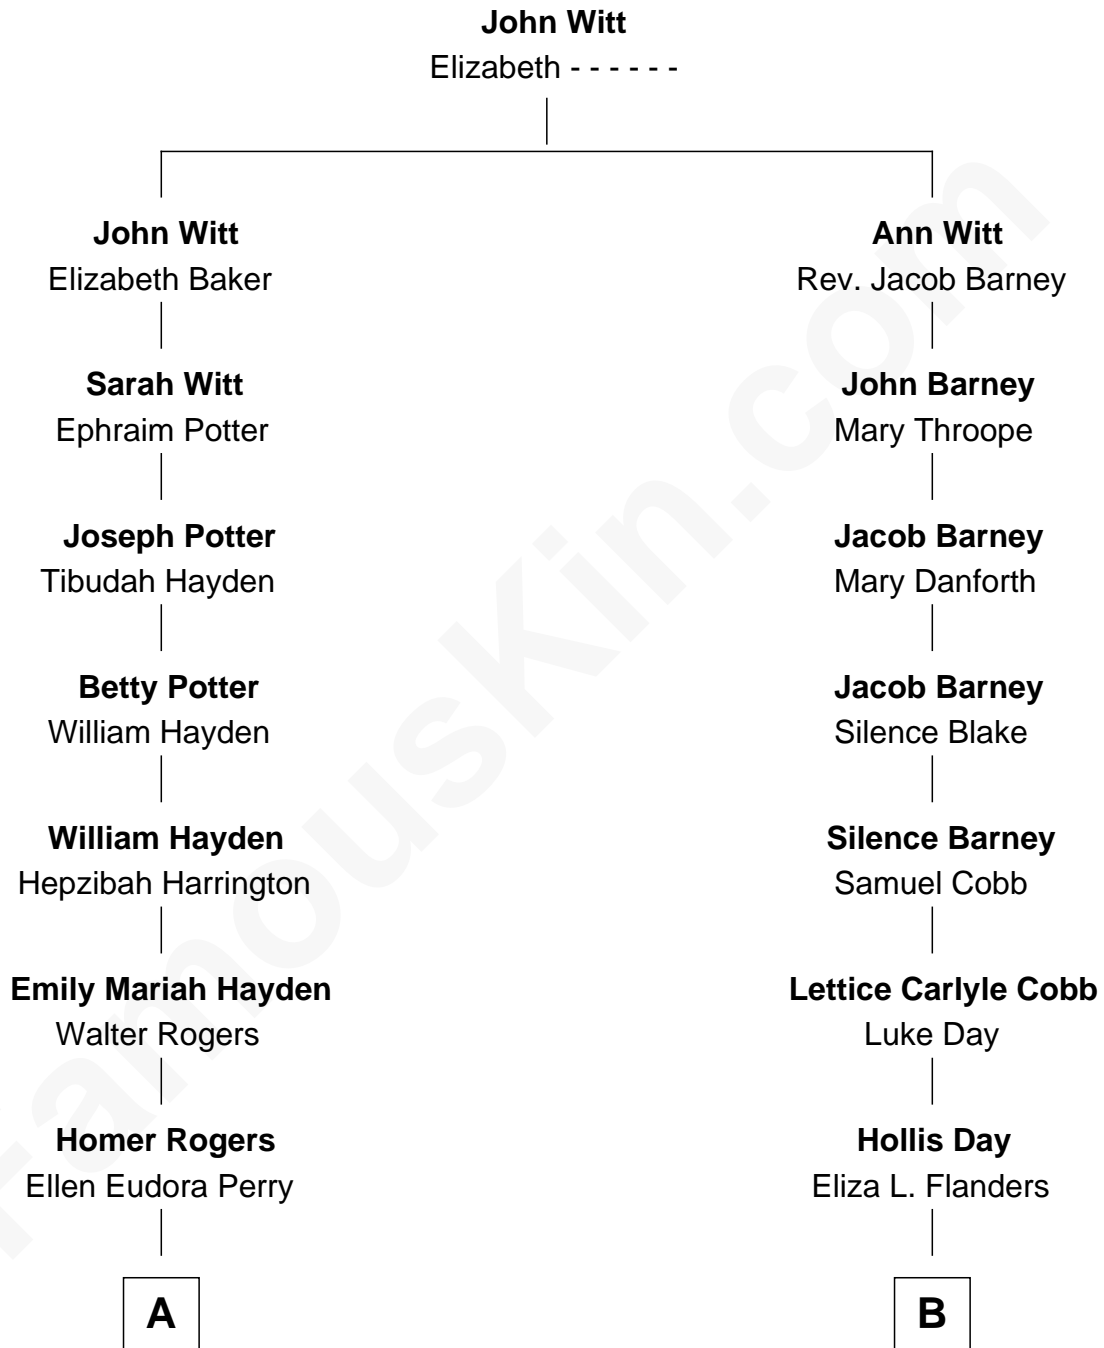 John Witt
Elizabeth - - - - - -
John Witt
Elizabeth Baker
Ann Witt
Rev. Jacob Barney
Sarah Witt
Ephraim Potter
John Barney
Mary Throope
Joseph Potter
Tibudah Hayden
Jacob Barney
Mary Danforth
Betty Potter
William Hayden
Jacob Barney
Silence Blake
William Hayden
Hepzibah Harrington
Silence Barney
Samuel Cobb
Emily Mariah Hayden
Walter Rogers
Lettice Carlyle Cobb
Luke Day
Homer Rogers
Ellen Eudora Perry
Hollis Day
Eliza L. Flanders
A
B
FamousKin.com